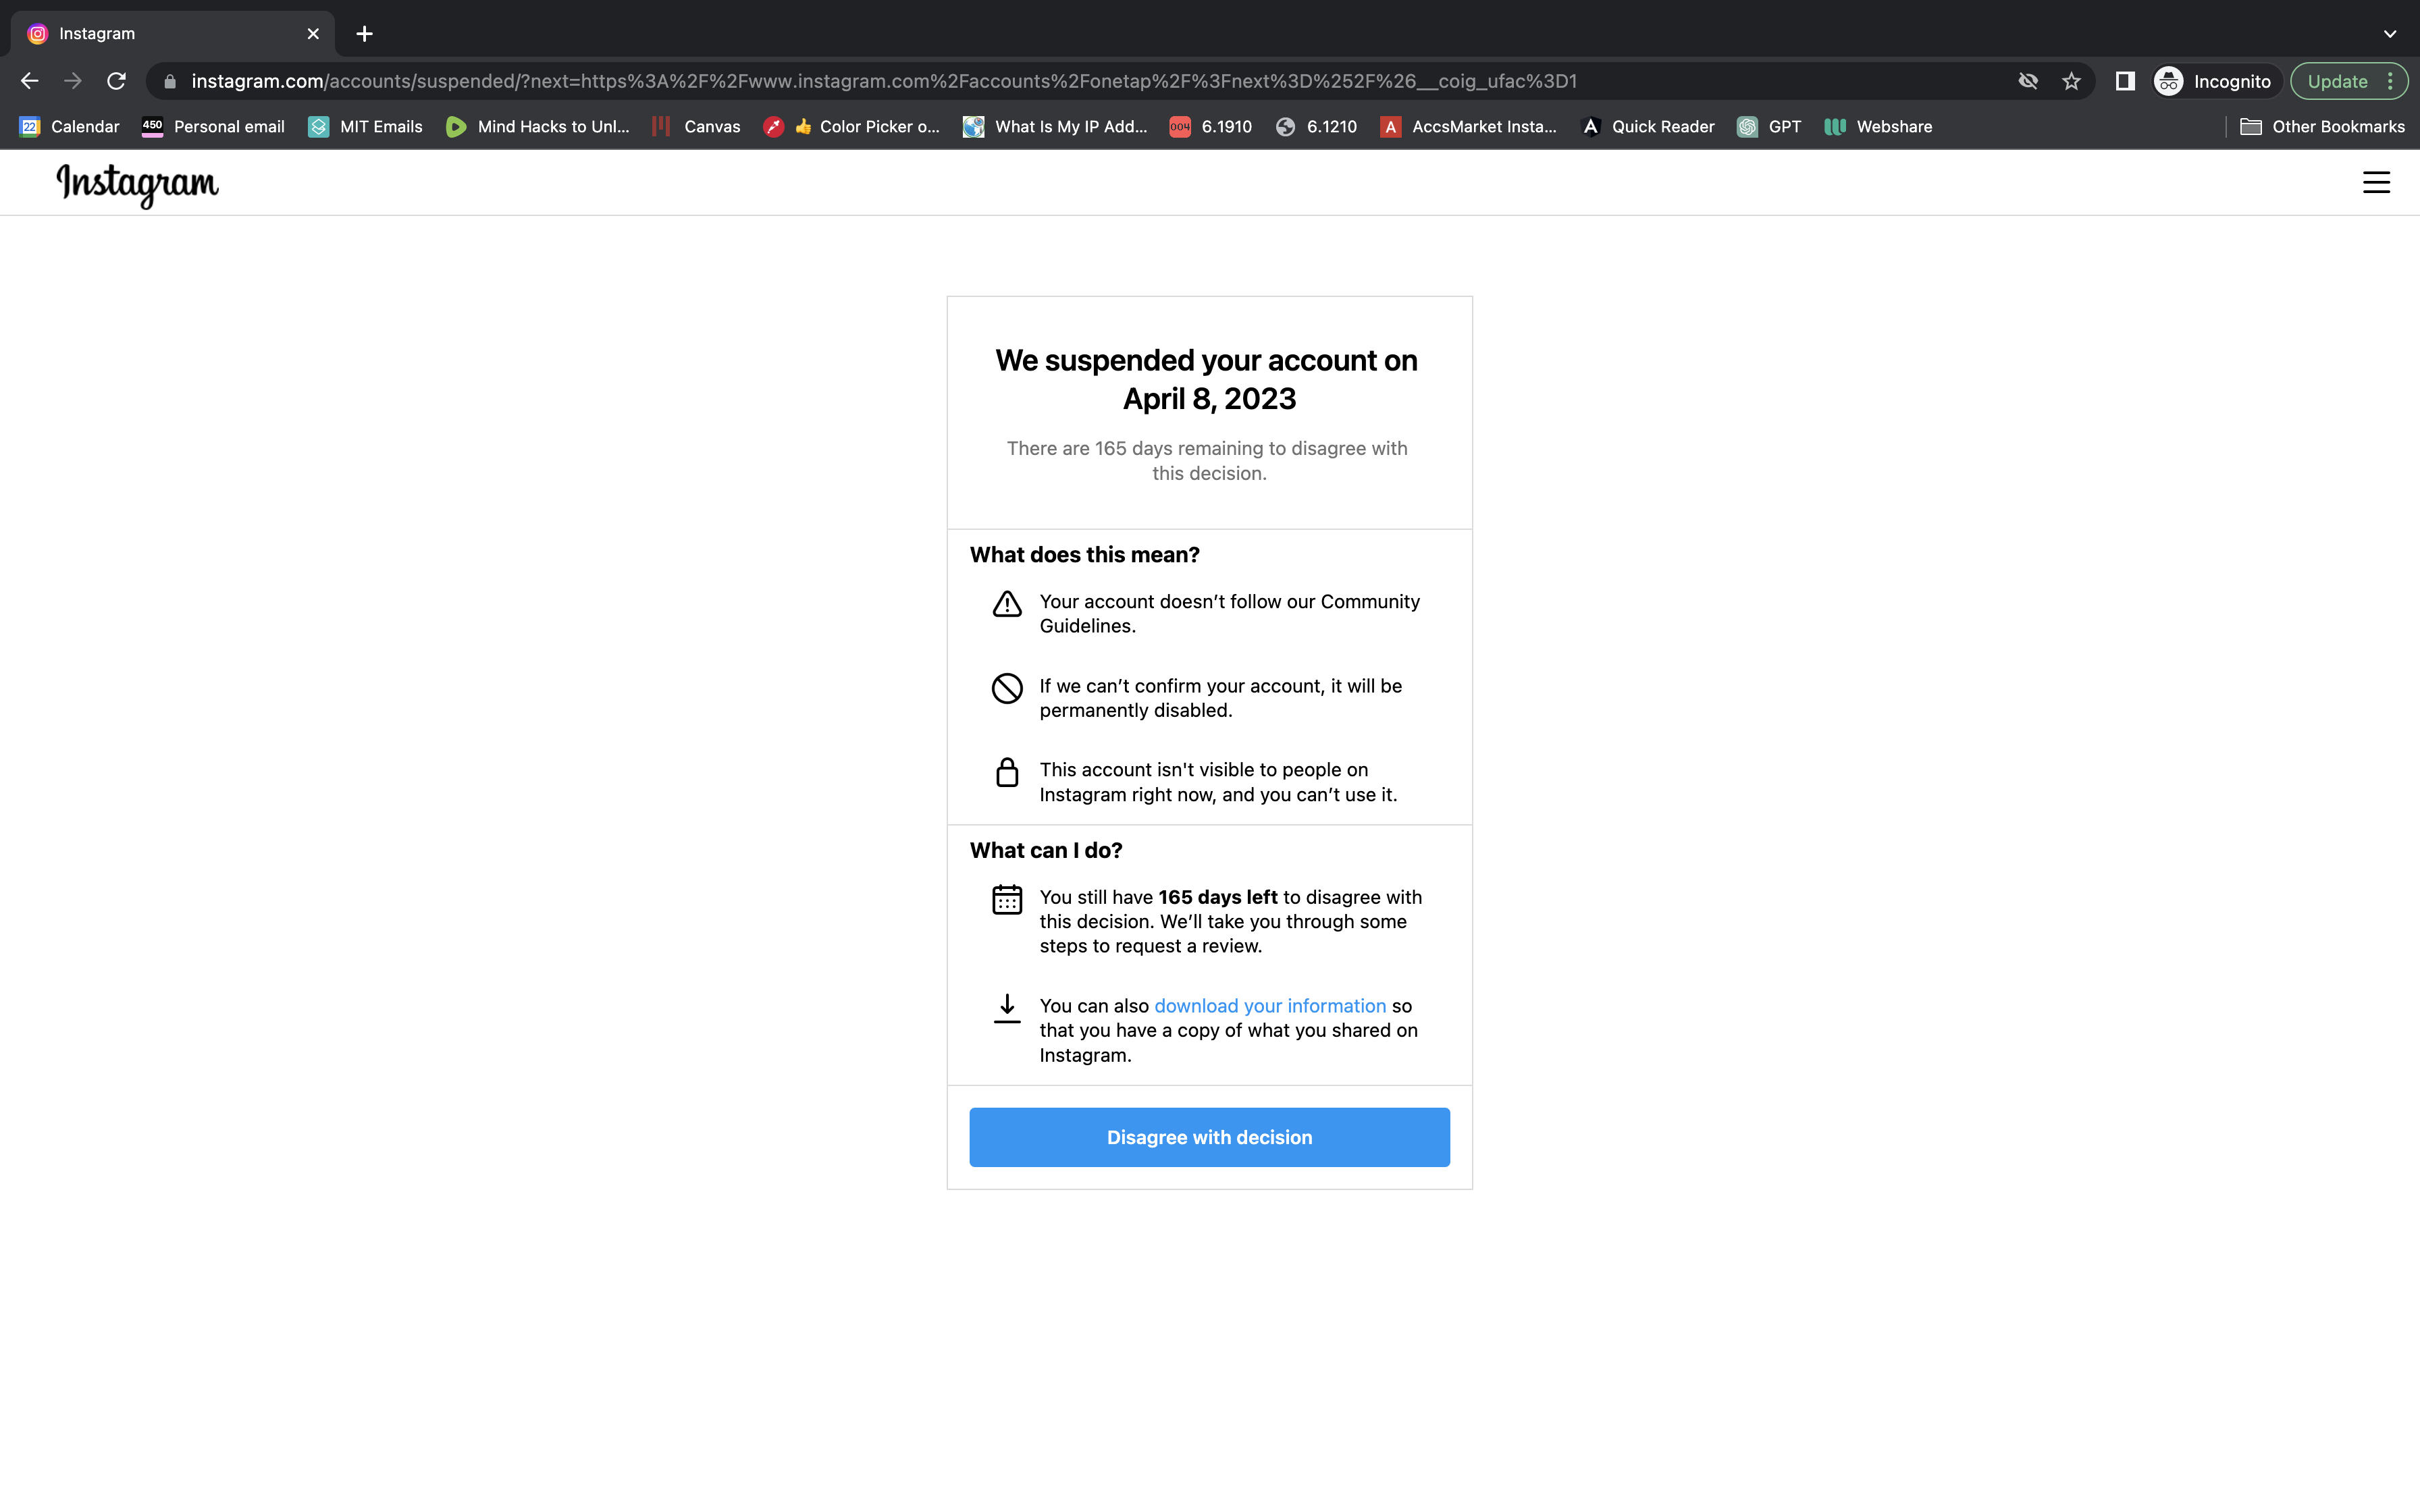 Instagram
instagram.com/accounts/suspended/?next=https%3A%2F%2Fwww.instagram.com%2Faccounts%2Fonetap%2F%3Fnext%3D%252F%26__coig_ufac%3D1
Incognito
Update
22
Calendar
450
Personal email
MIT Emails
Mind Hacks to Unl...
Canvas
👍 Color Picker o...
What Is My IP Add...
004
6.1910
6.1210
A
AccsMarket Insta...
A
Quick Reader
GPT
Webshare
Other Bookmarks
Instagram
We suspended your account on
April 8, 2023
There are 165 days remaining to disagree with
this decision.
What does this mean?
Your account doesn’t follow our Community
Guidelines.
If we can’t confirm your account, it will be
permanently disabled.
This account isn't visible to people on
Instagram right now, and you can’t use it.
What can I do?
You still have 165 days left to disagree with
this decision. We’ll take you through some
steps to request a review.
You can also download your information so
that you have a copy of what you shared on
Instagram.
Disagree with decision